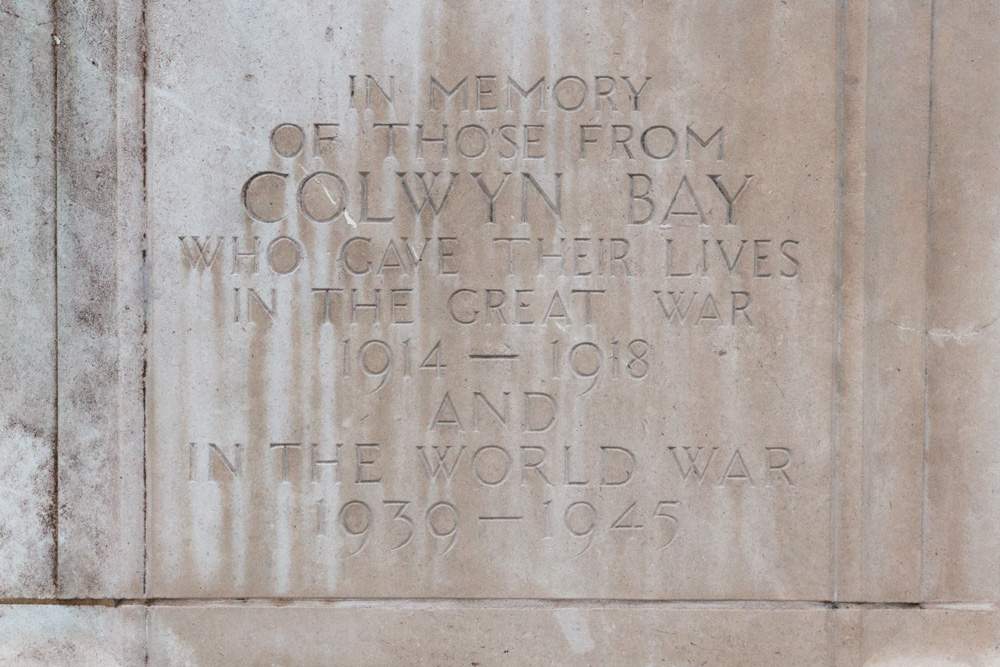 IN MEMORY
OF THOSE FROM
COLWYN BAY
WHO GAVE THEIR LIVES
IN THE GREAT WAR
1914 — 1918
AND
IN THE WORLD WAR
1939 — 1945